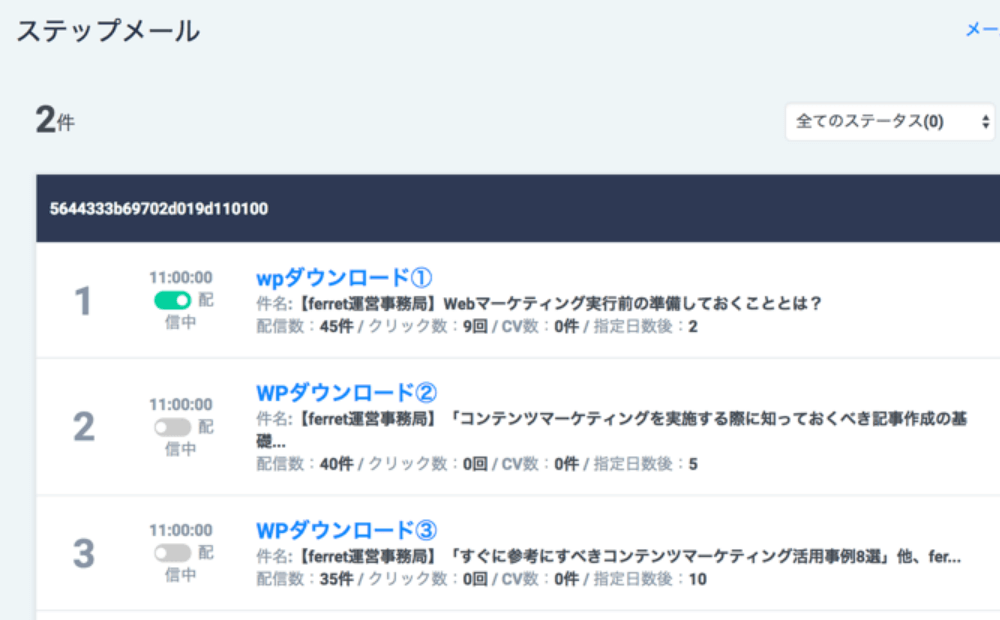 ステップメール
メー
2件
全てのステータス(0)
5644333b69702d019d110100
1
11:00:00
配
信中
wpダウンロード①
件名:【ferret運営事務局】Webマーケティング実行前の準備しておくこととは？
配信数：45件 / クリック数：9回 / CV数：0件 / 指定日数後：2
2
11:00:00
配
信中
WPダウンロード②
件名:【ferret運営事務局】「コンテンツマーケティングを実施する際に知っておくべき記事作成の基
礎...
配信数：40件 / クリック数：0回 / CV数：0件 / 指定日数後：5
3
11:00:00
配
信中
WPダウンロード③
件名:【ferret運営事務局】「すぐに参考にすべきコンテンツマーケティング活用事例8選」他、fer...
配信数：35件 / クリック数：0回 / CV数：0件 / 指定日数後：10